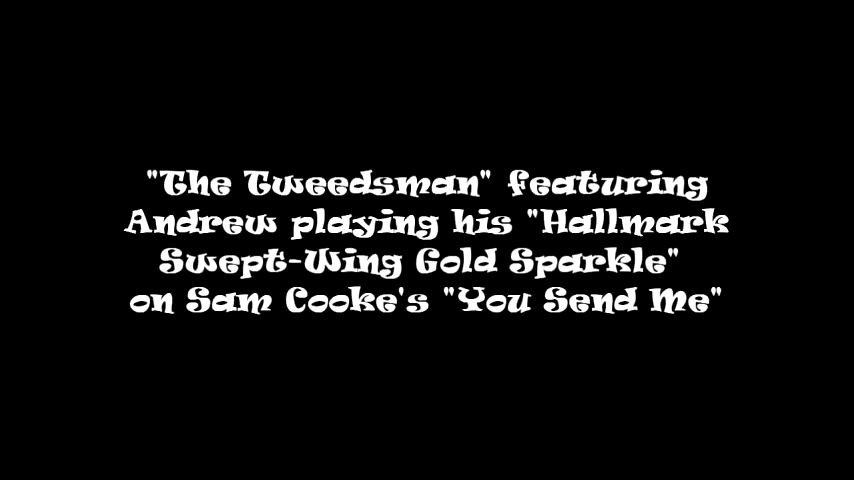 "The Tweedsman" featuring
Andrew playing his "Hallmark
Swept-Wing Gold Sparkle"
on Sam Cooke's "You Send Me"